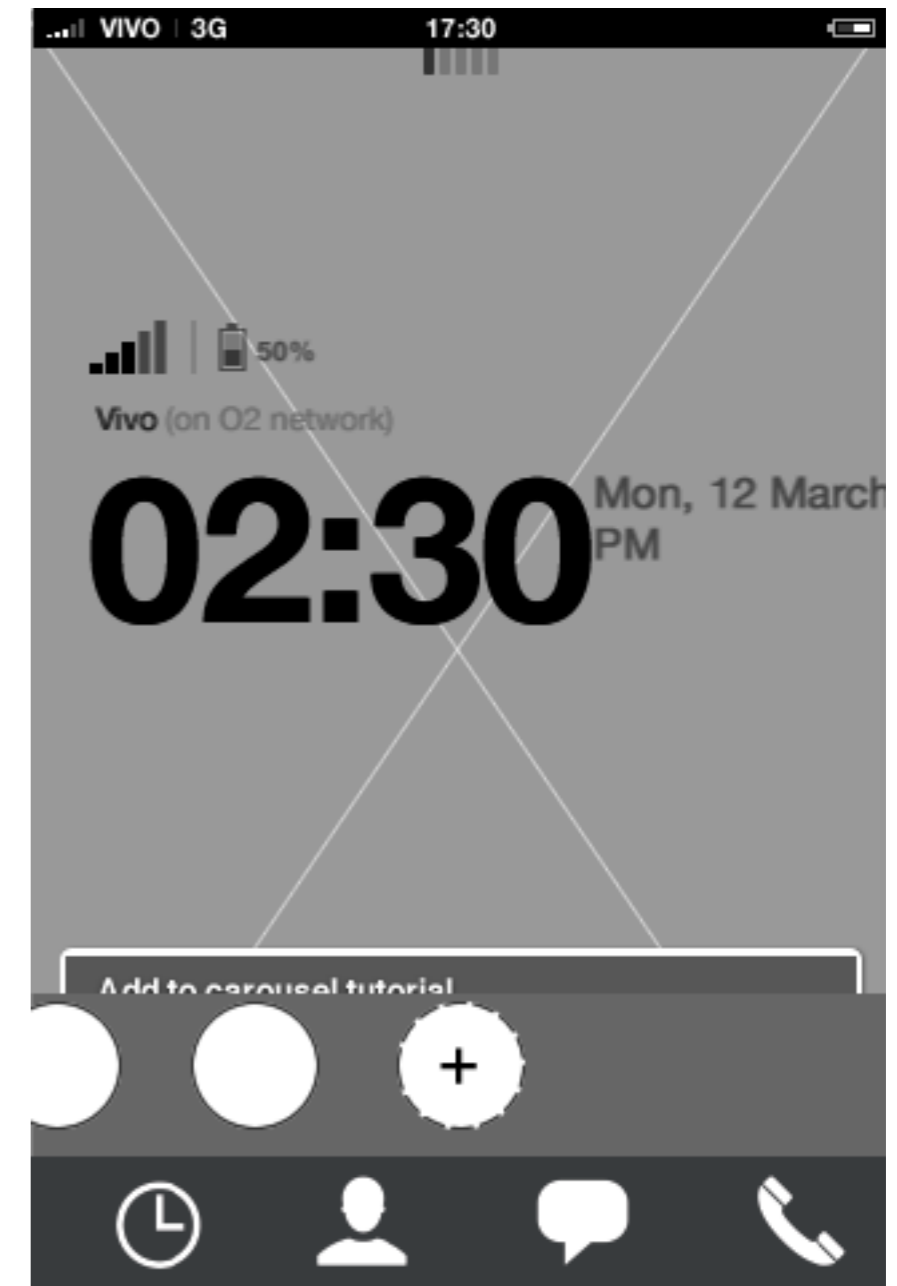 VIVO 3G 17:30
50%
Vivo (on O2 network)
02:30
Mon, 12 March
PM
Add to carousel tutorial
+